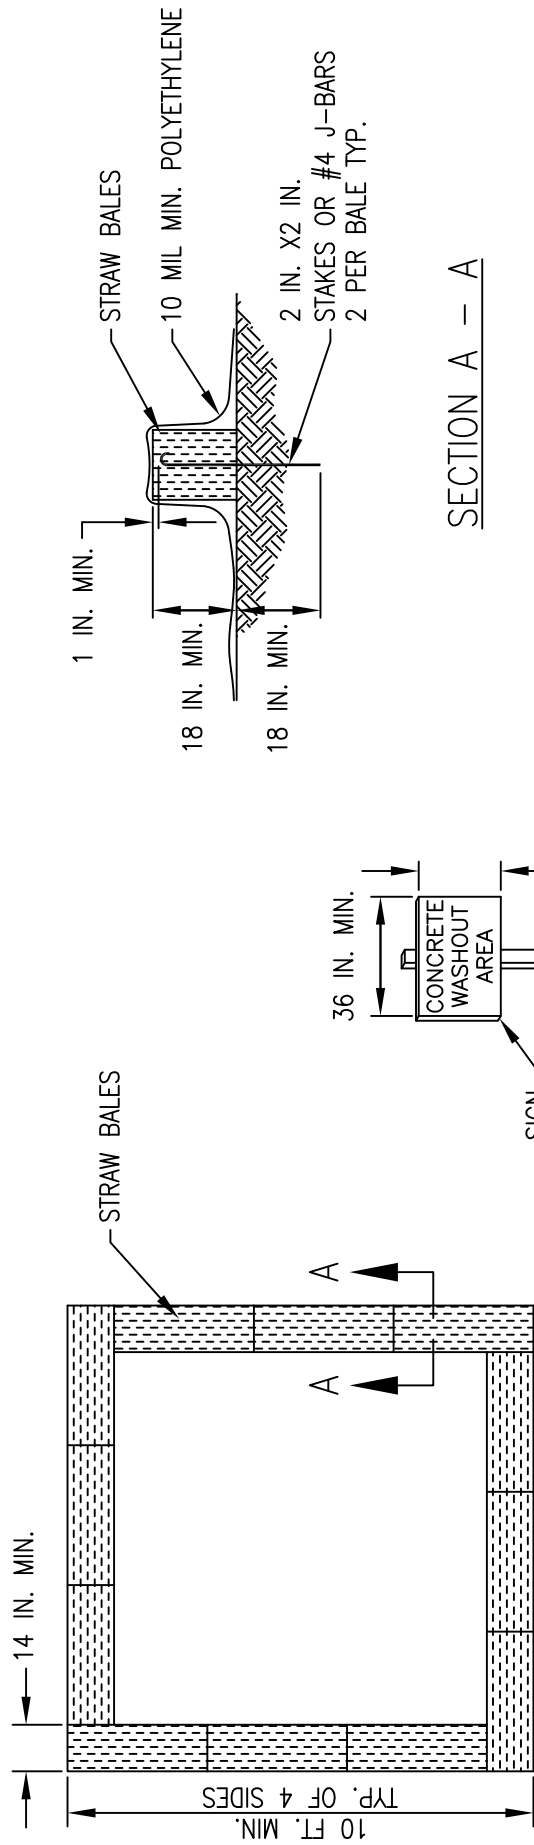 14 IN. MIN.
10 FT. MIN.
TYP. OF 4 SIDES
STRAW BALES
A
A
36 IN. MIN.
CONCRETE
WASHOUT
AREA
1 IN. MIN.
18 IN. MIN.
18 IN. MIN.
STRAW BALES
10 MIL MIN. POLYETHYLENE
2 IN. X2 IN.
STAKES OR #4 J-BARS
2 PER BALE TYP.
SECTION A - A